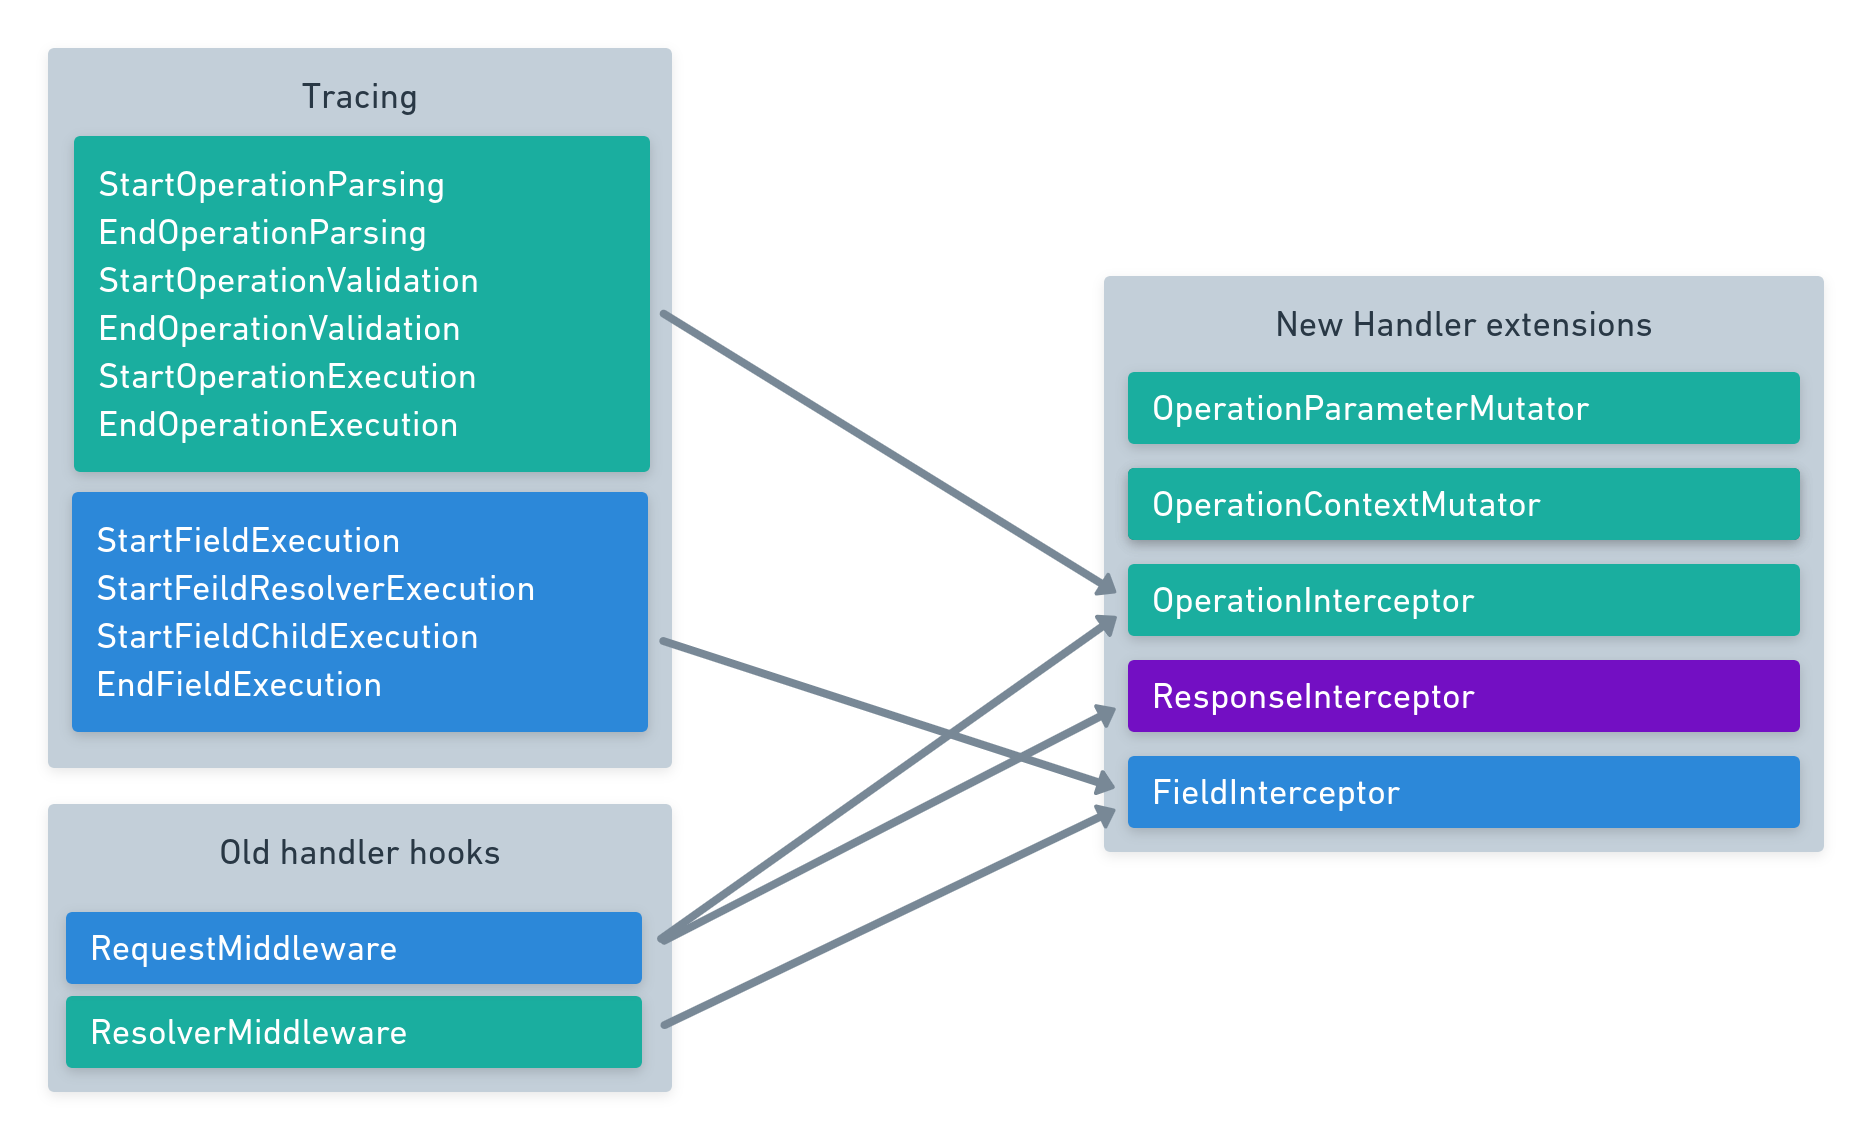 Tracing
StartOperationParsing
EndOperationParsing
StartOperationValidation
EndOperationValidation
StartOperationExecution
EndOperationExecution
StartFieldExecution
StartFeildResolverExecution
StartFieldChildExecution
EndFieldExecution
Old handler hooks
RequestMiddleware
ResolverMiddleware
New Handler extensions
OperationParameterMutator
OperationContextMutator
OperationInterceptor
ResponseInterceptor
FieldInterceptor